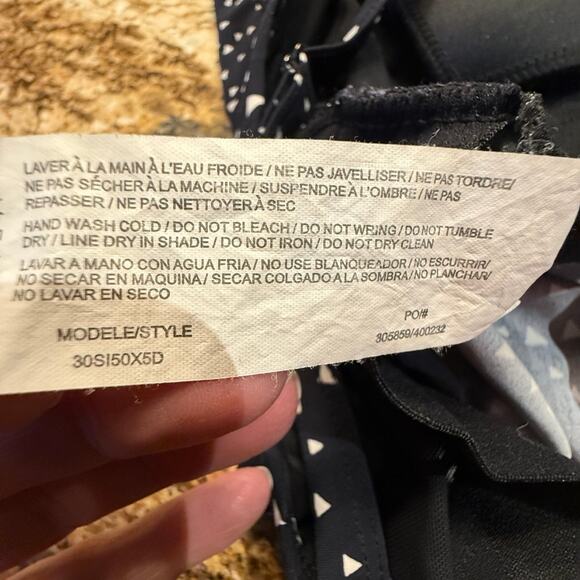 LAVER À LA MAIN À L'EAU FROIDE / NE PAS JAVELLISER / NE PAS TORDRE/
NE PAS SÉCHER À LA MACHINE / SUSPENDRE À L'OMBRE / NE PAS
REPASSER / NE PAS NETTOYER À SEC
HAND WASH COLD / DO NOT BLEACH / DO NOT WRING / DO NOT TUMBLE
DRY / LINE DRY IN SHADE / DO NOT IRON / DO NOT DRY CLEAN
LAVAR A MANO CON AGUA FRIA / NO USE BLANQUEADOR / NO ESCURRIR/
NO SECAR EN MAQUINA / SECAR COLGADO A LA SOMBRA / NO PLANCHAR/
NO LAVAR EN SECO
MODELE/STYLE
30SI50X5D
PO/#
305859/400232